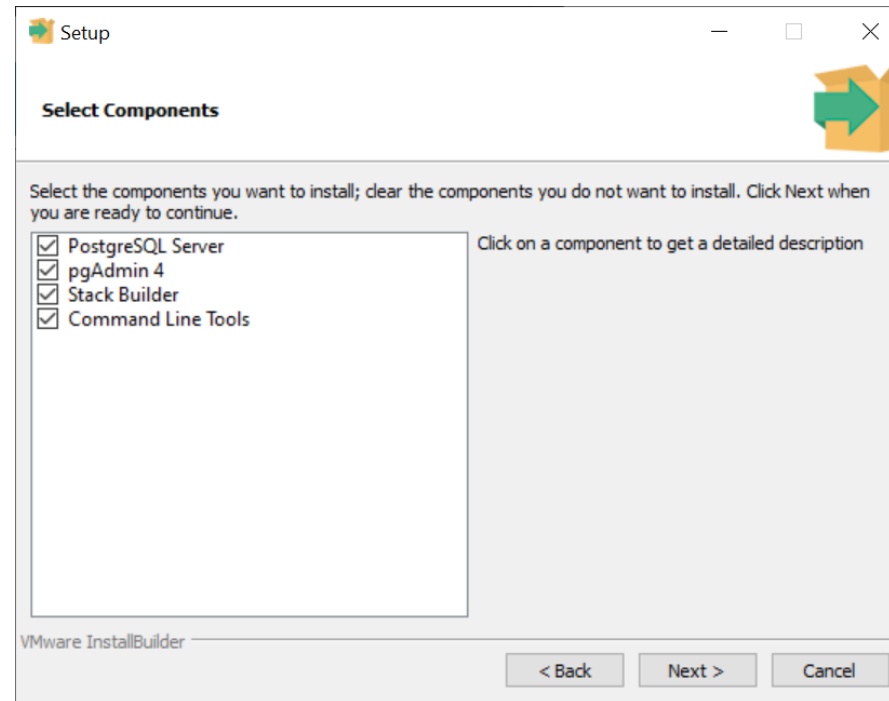 Setup
Select Components
Select the components you want to install; clear the components you do not want to install. Click Next when
you are ready to continue.
PostgreSQL Server
pgAdmin 4
Stack Builder
Command Line Tools
Click on a component to get a detailed description
VMware InstallBuilder
< Back
Next >
Cancel